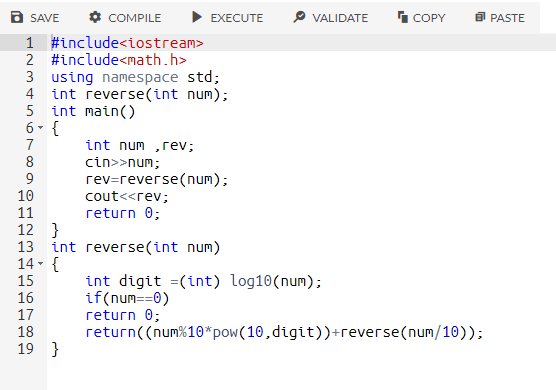 SAVE COMPILE EXECUTE VALIDATE COPY PASTE
1 #include<iostream>
2 #include<math.h>
3 using namespace std;
4 int reverse(int num);
5 int main()
6 {
7     int num ,rev;
8     cin>>num;
9     rev=reverse(num);
10     cout<<rev;
11     return 0;
12 }
13 int reverse(int num)
14 {
15     int digit =(int) log10(num);
16     if(num==0)
17     return 0;
18     return((num%10*pow(10,digit))+reverse(num/10));
19 }